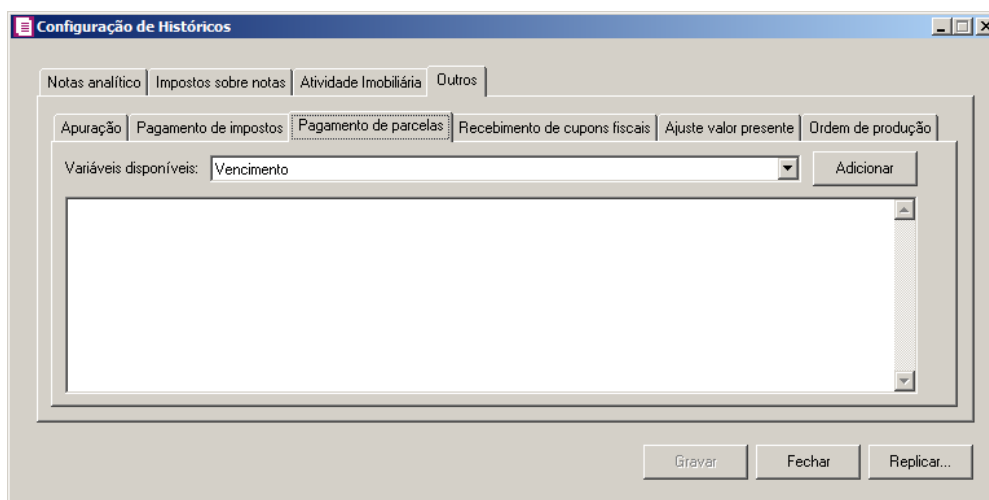 Configuração de Históricos
Notas analítico Impostos sobre notas Atividade Imobiliária Outros
Apuração Pagamento de impostos Pagamento de parcelas Recebimento de cupons fiscais Ajuste valor presente Ordem de produção
Variáveis disponíveis: Vencimento Adicionar
Gravar Fechar Replicar...